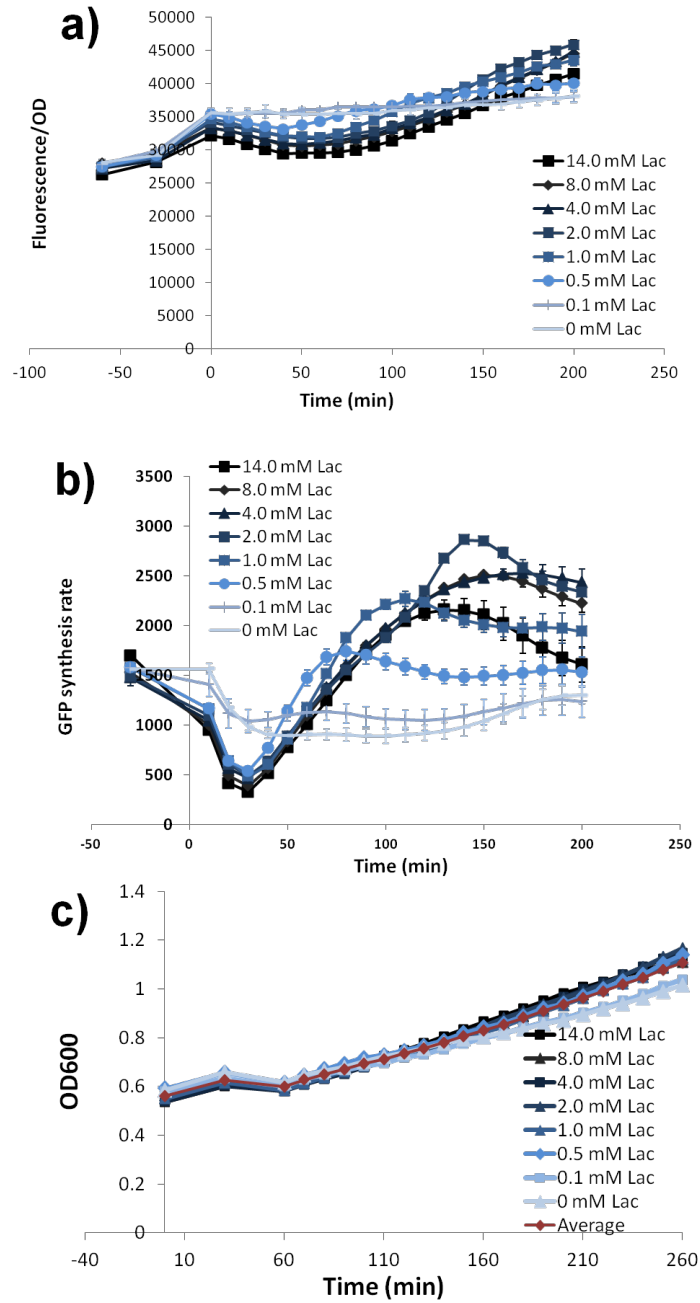 a)
50000
45000
40000
35000
30000
25000
20000
15000
10000
5000
0
Fluorescence/OD
-100
-50
0
50
100
150
200
250
Time (min)
14.0 mM Lac
8.0 mM Lac
4.0 mM Lac
2.0 mM Lac
1.0 mM Lac
0.5 mM Lac
0.1 mM Lac
0 mM Lac
b)
3500
3000
2500
2000
1500
1000
500
0
GFP synthesis rate
-50
0
50
100
150
200
250
Time (min)
14.0 mM Lac
8.0 mM Lac
4.0 mM Lac
2.0 mM Lac
1.0 mM Lac
0.5 mM Lac
0.1 mM Lac
0 mM Lac
c)
1.4
1.2
1
0.8
0.6
0.4
0.2
0
OD600
-40
10
60
110
160
210
260
Time (min)
14.0 mM Lac
8.0 mM Lac
4.0 mM Lac
2.0 mM Lac
1.0 mM Lac
0.5 mM Lac
0.1 mM Lac
0 mM Lac
Average